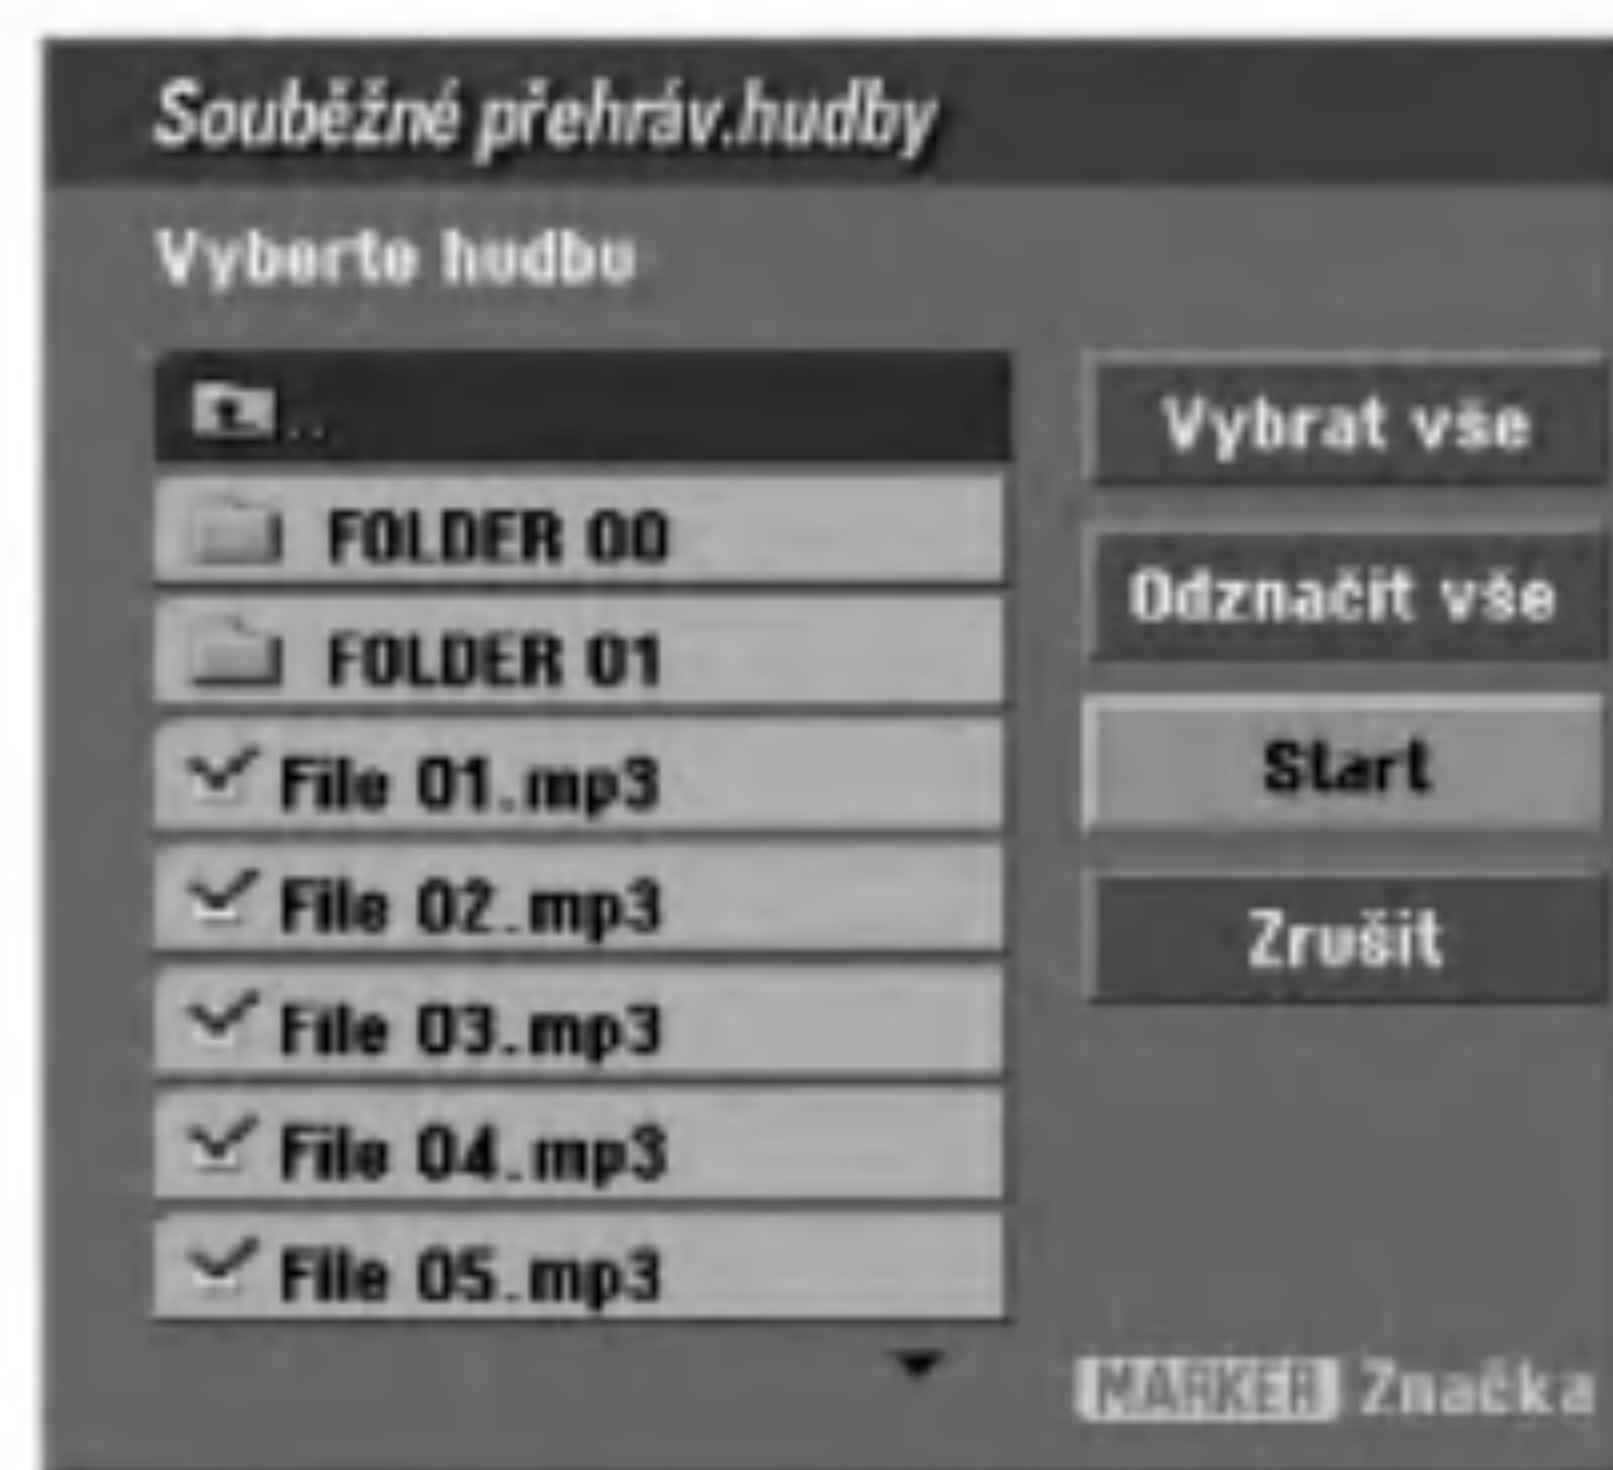 Souběžné přehráv.hudby
Vyberte hudbu
..
FOLDER 00
FOLDER 01
File 01.mp3
File 02.mp3
File 03.mp3
File 04.mp3
File 05.mp3
Vybrat vše
Odznačit vše
Start
Zrušit
MARKER Značka